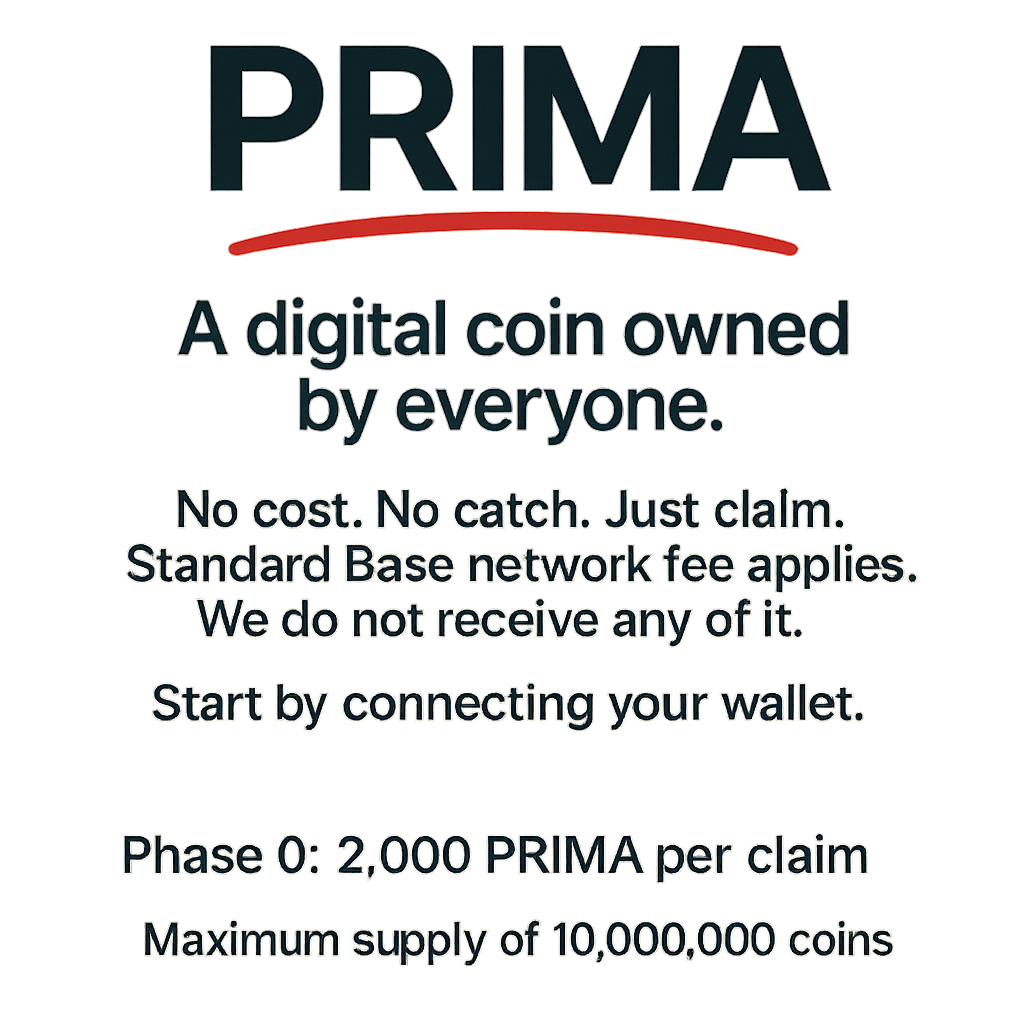 PRIMA
A digital coin owned
by everyone.
No cost. No catch. Just claim.
Standard Base network fee applies.
We do not receive any of it.
Start by connecting your wallet.
Phase 0: 2,000 PRIMA per claim
Maximum supply of 10,000,000 coins